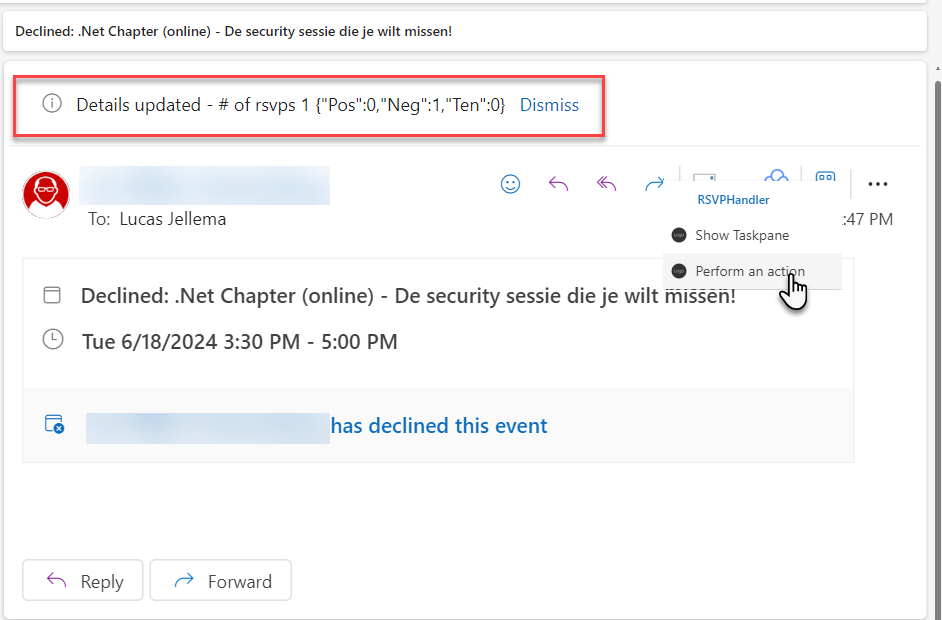 Declined: .Net Chapter (online) - De security sessie die je wilt missen!
Details updated - # of rsvps 1 {"Pos":0,"Neg":1,"Ten":0} Dismiss
To: Lucas Jellema
:47 PM
RSVPHandler
Show Taskpane
Perform an action
Declined: .Net Chapter (online) - De security sessie die je wilt missen!
Tue 6/18/2024 3:30 PM - 5:00 PM
has declined this event
Reply
Forward